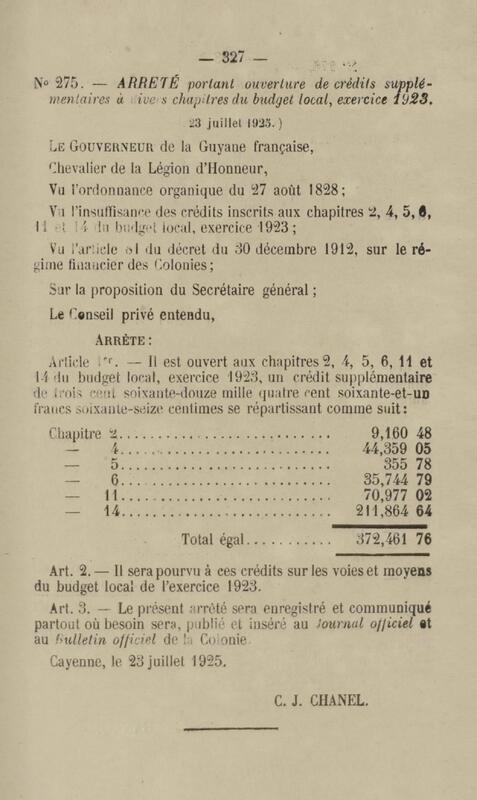 — 327 —
No 275. — ARRETÉ portant ouverture de crédits supplé-
mentaires à divers chapitres du budget local, exercice 1923.
23 juillet 1925.)
LE GOUVERNEUR de la Guyane française,
Chevalier de la Légion d'Honneur,
Vu l'ordonnance organique du 27 août 1828 ;
Vu l'insuffisance des crédits inscrits aux chapitres 2, 4, 5, 6,
11 et 14 du budget local, exercice 1923 ;
Vu l'article 81 du décret du 30 décembre 1912, sur le ré-
gime financier des Colonies ;
Sur la proposition du Secrétaire général ;
Le Conseil privé entendu,
ARRÊTE :
Article 1er. — Il est ouvert aux chapitres 2, 4, 5, 6, 11 et
14 du budget local, exercice 1923, un crédit supplémentaire
de trois cent soixante-douze mille quatre cent soixante-et-un
francs soixante-seize centimes se répartissant comme suit :
Chapitre 2.............................. 9,160 48
— 4.............................. 44,359 05
— 5.............................. 355 78
— 6.............................. 35,744 79
— 11.............................. 70,977 02
— 14.............................. 211,864 64
Total égal........... 372,461 76
Art. 2. — Il sera pourvu à ces crédits sur les voies et moyens
du budget local de l'exercice 1923.
Art. 3. — Le présent arrêté sera enregistré et communiqué
partout où besoin sera, publié et inséré au Journal officiel et
au Bulletin officiel de la Colonie
Cayenne, le 23 juillet 1925.
C. J. CHANEL.